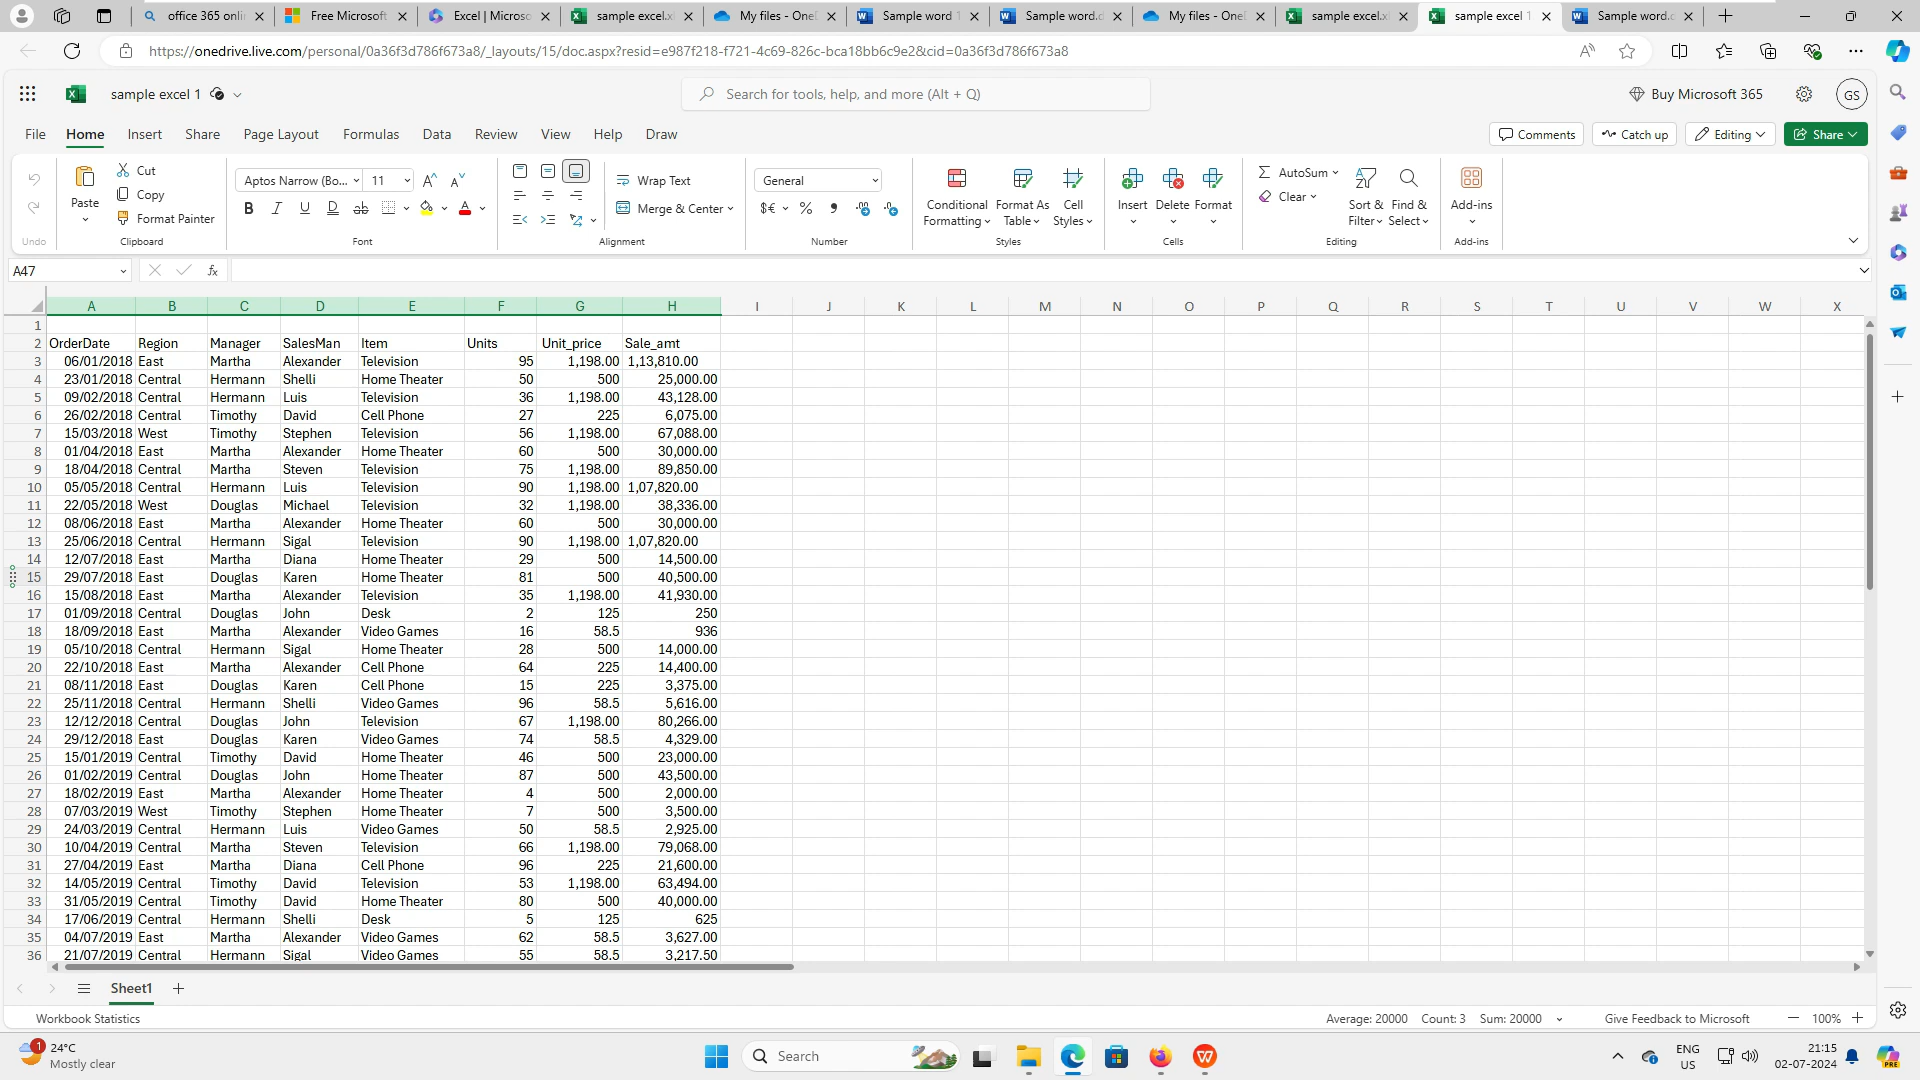 office 365 onli
Free Microsoft
Excel | Micros
sample excel.x
My files - One
Sample word 1
Sample word.d
My files - One
sample excel.x
sample excel 1
Sample word.
https://onedrive.live.com/personal/0a36f3d786f673a8/_layouts/15/doc.aspx?resid=e987f218-f721-4c69-826c-bca18bb6c9e2&cid=0a36f3d786f673a8
sample excel 1
Search for tools, help, and more (Alt + Q)
Buy Microsoft 365
GS
File Home Insert Share Page Layout Formulas Data Review View Help Draw
Comments Catch up Editing Share
Paste Cut Copy Format Painter
Aptos Narrow (Bo... 11
Wrap Text
Merge & Center
General
Conditional Formatting
Format As Table
Cell Styles
Insert Delete Format
AutoSum
Clear
Sort & Filter
Find & Select
Add-ins
Undo Clipboard Font Alignment Number Styles Cells Editing Add-ins
A47
fx
A B C D E F G H I J K L M N O P Q R S T U V W X
1
2 OrderDate Region Manager SalesMan Item Units Unit_price Sale_amt
3 06/01/2018 East Martha Alexander Television 95 1,198.00 1,13,810.00
4 23/01/2018 Central Hermann Shelli Home Theater 50 500 25,000.00
5 09/02/2018 Central Hermann Luis Television 36 1,198.00 43,128.00
6 26/02/2018 Central Timothy David Cell Phone 27 225 6,075.00
7 15/03/2018 West Timothy Stephen Television 56 1,198.00 67,088.00
8 01/04/2018 East Martha Alexander Home Theater 60 500 30,000.00
9 18/04/2018 Central Martha Steven Television 75 1,198.00 89,850.00
10 05/05/2018 Central Hermann Luis Television 90 1,198.00 1,07,820.00
11 22/05/2018 West Douglas Michael Television 32 1,198.00 38,336.00
12 08/06/2018 East Martha Alexander Home Theater 60 500 30,000.00
13 25/06/2018 Central Hermann Sigal Television 90 1,198.00 1,07,820.00
14 12/07/2018 East Martha Diana Home Theater 29 500 14,500.00
15 29/07/2018 East Douglas Karen Home Theater 81 500 40,500.00
16 15/08/2018 East Martha Alexander Television 35 1,198.00 41,930.00
17 01/09/2018 Central Douglas John Desk 2 125 250
18 18/09/2018 East Martha Alexander Video Games 16 58.5 936
19 05/10/2018 Central Hermann Sigal Home Theater 28 500 14,000.00
20 22/10/2018 East Martha Alexander Cell Phone 64 225 14,400.00
21 08/11/2018 East Douglas Karen Cell Phone 15 225 3,375.00
22 25/11/2018 Central Hermann Shelli Video Games 96 58.5 5,616.00
23 12/12/2018 Central Douglas John Television 67 1,198.00 80,266.00
24 29/12/2018 East Douglas Karen Video Games 74 58.5 4,329.00
25 15/01/2019 Central Timothy David Home Theater 46 500 23,000.00
26 01/02/2019 Central Douglas John Home Theater 87 500 43,500.00
27 18/02/2019 East Martha Alexander Home Theater 4 500 2,000.00
28 07/03/2019 West Timothy Stephen Home Theater 7 500 3,500.00
29 24/03/2019 Central Hermann Luis Video Games 50 58.5 2,925.00
30 10/04/2019 Central Martha Steven Television 66 1,198.00 79,068.00
31 27/04/2019 East Martha Diana Cell Phone 96 225 21,600.00
32 14/05/2019 Central Timothy David Television 53 1,198.00 63,494.00
33 31/05/2019 Central Timothy David Home Theater 80 500 40,000.00
34 17/06/2019 Central Hermann Shelli Desk 5 125 625
35 04/07/2019 East Martha Alexander Video Games 62 58.5 3,627.00
36 21/07/2019 Central Hermann Sigal Video Games 55 58.5 3,217.50
Sheet1
Workbook Statistics
Average: 20000 Count: 3 Sum: 20000
Give Feedback to Microsoft
100%
1
24°C
Mostly clear
Search
ENG
US
21:15
02-07-2024